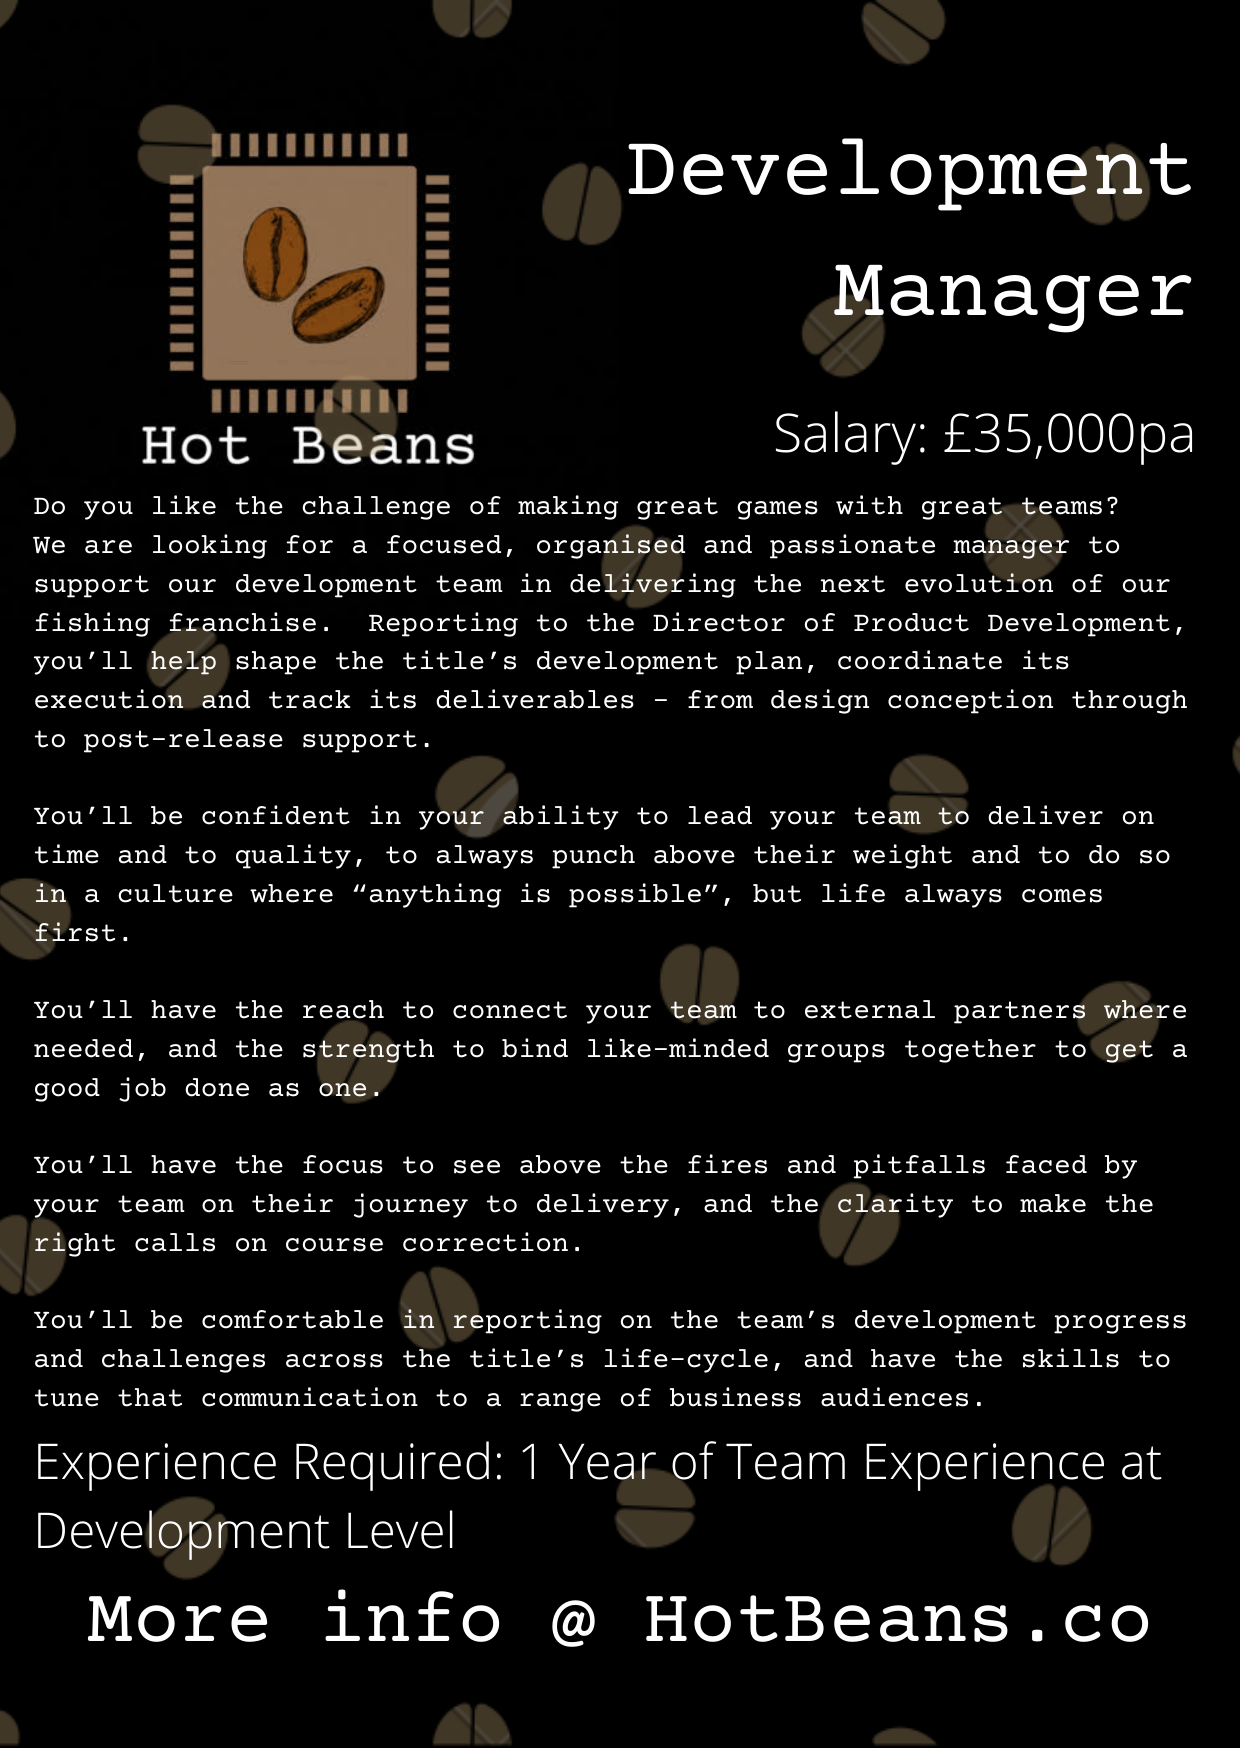 Development
Manager
Salary: £35,000pa
Hot Beans
Do you like the challenge of making great games with great teams?
We are looking for a focused, organised and passionate manager to
support our development team in delivering the next evolution of our
fishing franchise.  Reporting to the Director of Product Development,
you’ll help shape the title’s development plan, coordinate its
execution and track its deliverables – from design conception through
to post-release support.
You’ll be confident in your ability to lead your team to deliver on
time and to quality, to always punch above their weight and to do so
in a culture where “anything is possible”, but life always comes
first.
You’ll have the reach to connect your team to external partners where
needed, and the strength to bind like-minded groups together to get a
good job done as one.
You’ll have the focus to see above the fires and pitfalls faced by
your team on their journey to delivery, and the clarity to make the
right calls on course correction.
You’ll be comfortable in reporting on the team’s development progress
and challenges across the title’s life-cycle, and have the skills to
tune that communication to a range of business audiences.
Experience Required: 1 Year of Team Experience at
Development Level
More info @ HotBeans.co